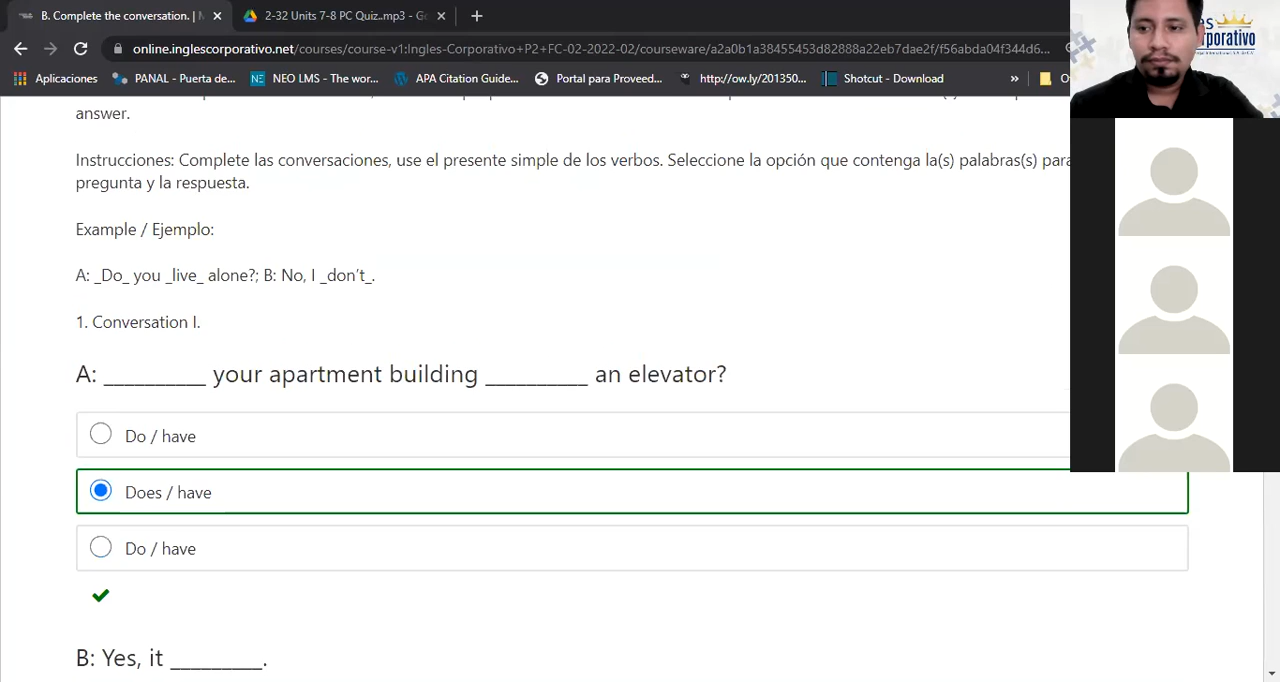 B. Complete the conversation. |
2-32 Units 7-8 PC Quiz..mp3 - G
online.inglescorporativo.net/courses/course-v1:Ingles-Corporativo+P2+FC-02-2022-02/courseware/a2a0b1a38455453d82888a22eb7dae2f/f56abda04f344d6...
Aplicaciones
PANAL - Puerta de...
NEO LMS - The wor...
APA Citation Guide...
Portal para Proveed...
http://ow.ly/201350...
Shotcut - Download
»
rporativo
answer.
Instrucciones: Complete las conversaciones, use el presente simple de los verbos. Seleccione la opción que contenga la(s) palabras(s) para
pregunta y la respuesta.
Example / Ejemplo:
A: _Do_ you _live_ alone?; B: No, I _don't_.
1. Conversation I.
A: __________ your apartment building __________ an elevator?
Do / have
Does / have
Do / have
B: Yes, it _________.